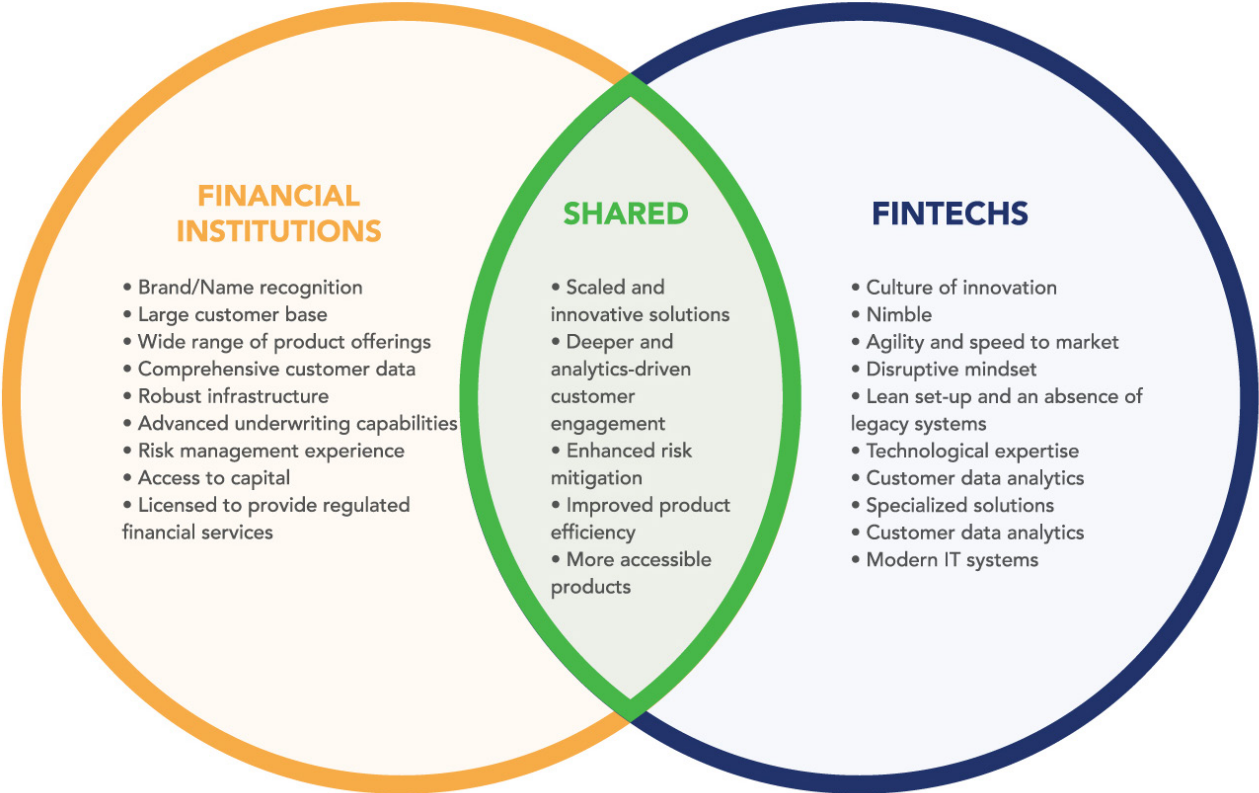 FINANCIAL
INSTITUTIONS
• Brand/Name recognition
• Large customer base
• Wide range of product offerings
• Comprehensive customer data
• Robust infrastructure
• Advanced underwriting capabilities
• Risk management experience
• Access to capital
• Licensed to provide regulated
financial services
SHARED
• Scaled and
innovative solutions
• Deeper and
analytics-driven
customer
engagement
• Enhanced risk
mitigation
• Improved product
efficiency
• More accessible
products
FINTECHS
• Culture of innovation
• Nimble
• Agility and speed to market
• Disruptive mindset
• Lean set-up and an absence of
legacy systems
• Technological expertise
• Customer data analytics
• Specialized solutions
• Customer data analytics
• Modern IT systems